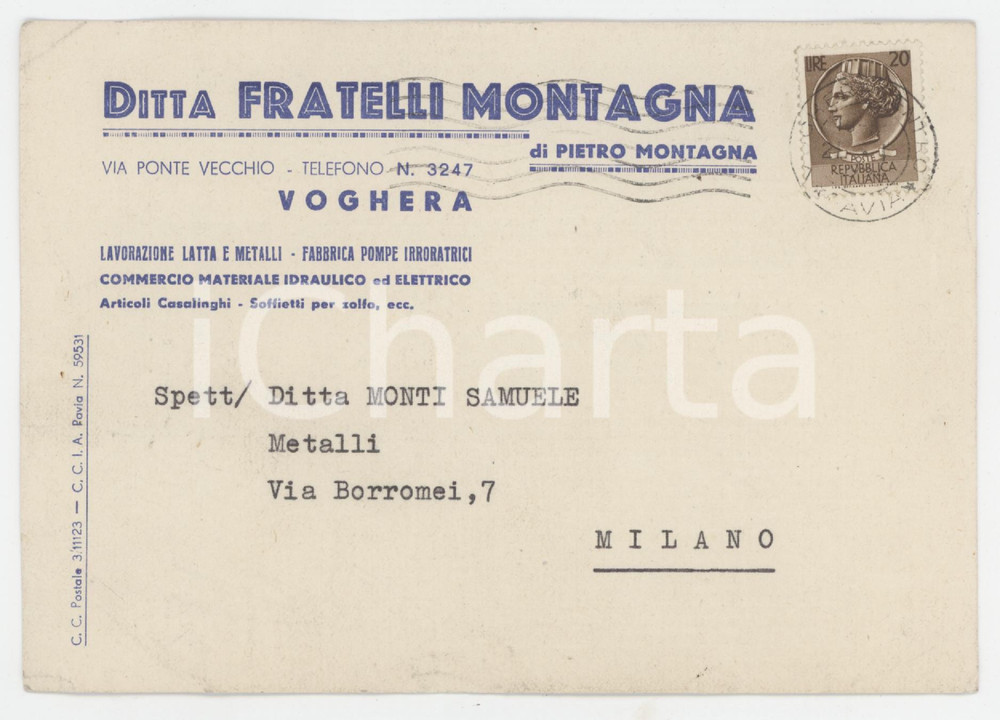 DITTA FRATELLI MONTAGNA
di PIETRO MONTAGNA
VIA PONTE VECCHIO - TELEFONO N. 3247
VOGHERA
LAVORAZIONE LATTA E METALLI - FABBRICA POMPE IRRORATRICI
COMMERCIO MATERIALE IDRAULICO ed ELETTRICO
Articoli Casalinghi - Soffietti per zolfo, ecc.
LIRE 20
POSTE
REPVBBLICA
ITALIANA
PAVIA
iCharta
Spett/ Ditta MONTI SAMUELE
Metalli
Via Borromei,7
MILANO
C. C. Postale 3/11123 — C. C. I. A. Pavia N. 59531